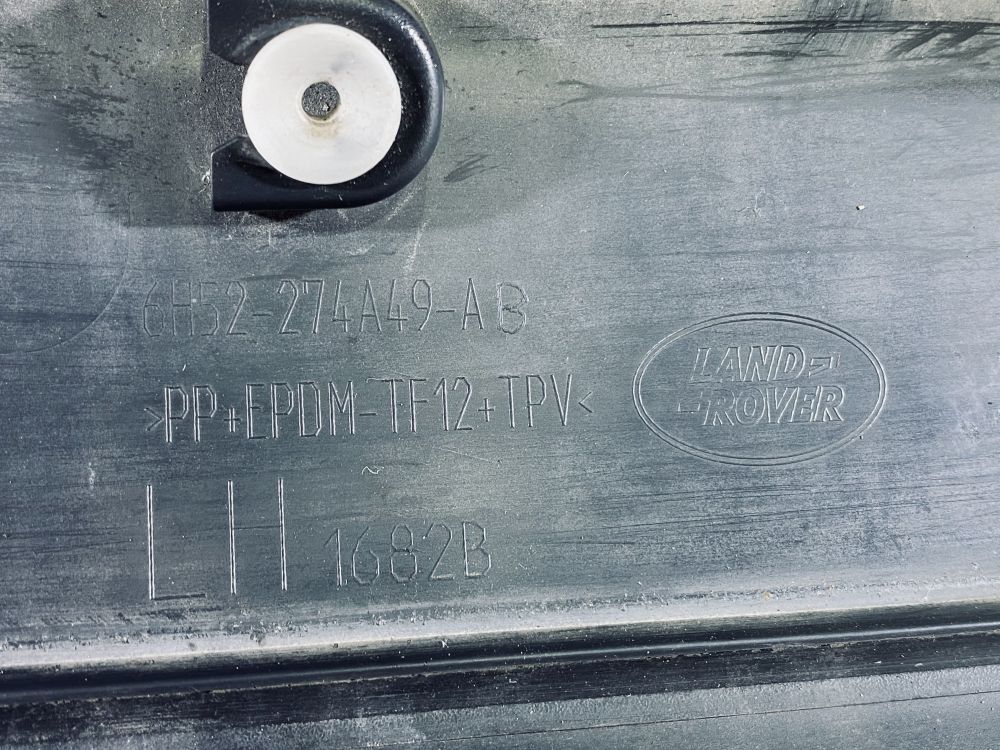 6H52-274A49-AB
>PP+EPDM-TF12+TPV<
LAND-
-ROVER
LH 1682B